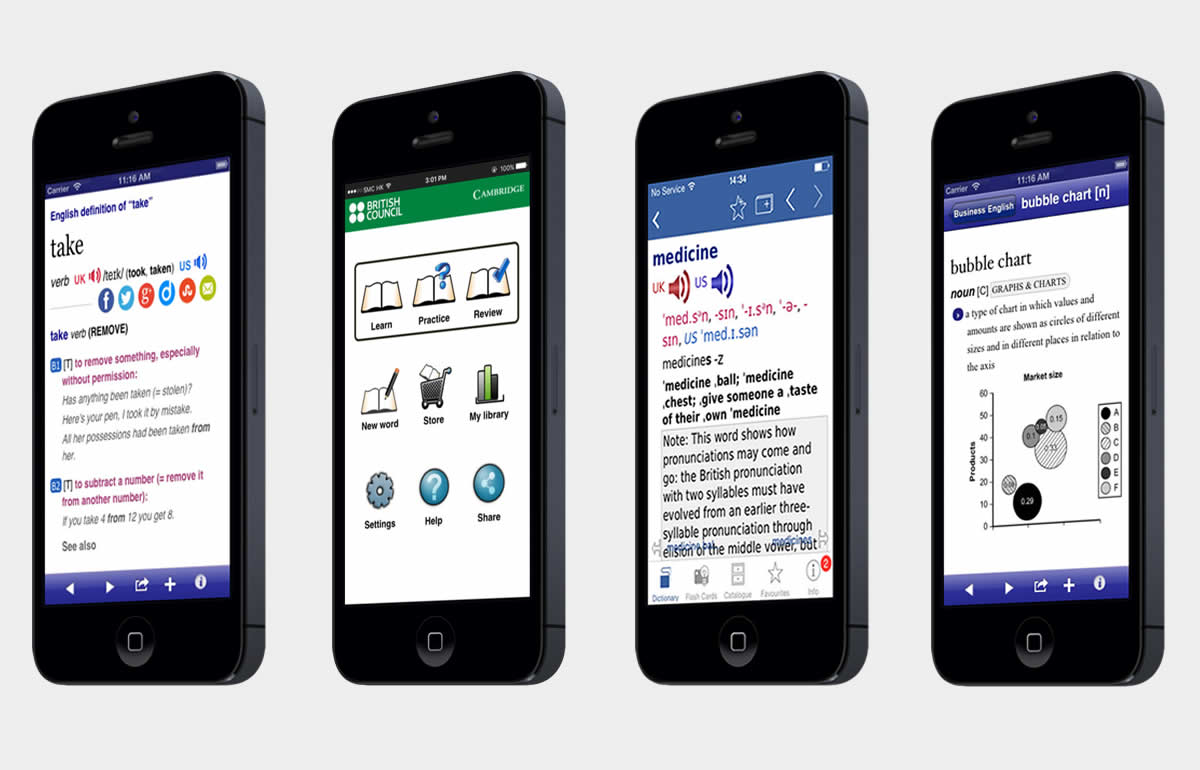 Carrier
11:16 AM
English definition of “take”
take
verb UK /teɪk/ (took, taken) US
take verb (REMOVE)
B1 [T] to remove something, especially
without permission:
Has anything been taken (= stolen)?
Here's your pen, I took it by mistake.
All her possessions had been taken from
her.
B2 [T] to subtract a number (= remove it
from another number):
If you take 4 from 12 you get 8.
See also
SMC HK
3:01 PM
100%
BRITISH
COUNCIL
CAMBRIDGE
Learn
Practice
Review
New word
Store
My library
Settings
Help
Share
No Service
14:34
medicine
UK US
ˈmed.sᵊn, -sɪn, ˈ-ɪ.sᵊn, ˈ-ə-, -
sɪn, US ˈmed.ɪ.sən
medicines -z
ˈmedicine ˌball; ˈmedicine
ˌchest; ˌgive someone a ˌtaste
of their ˌown ˈmedicine
Note: This word shows how
pronunciations may come and
go: the British pronunciation
with two syllables must have
evolved from an earlier three-
syllable pronunciation through
elision of the middle vowel, but
medicine bal
medicines
2
Dictionary
Flash Cards
Catalogue
Favourites
Info
Carrier
11:16 AM
Business English
bubble chart [n]
bubble chart
noun [C] GRAPHS & CHARTS
a type of chart in which values and
amounts are shown as circles of different
sizes and in different places in relation to
the axis
Market size
Products
60
50
40
30
20
10
0
0.15
0.05
0.1
0.33
0.29
A
B
C
D
E
F